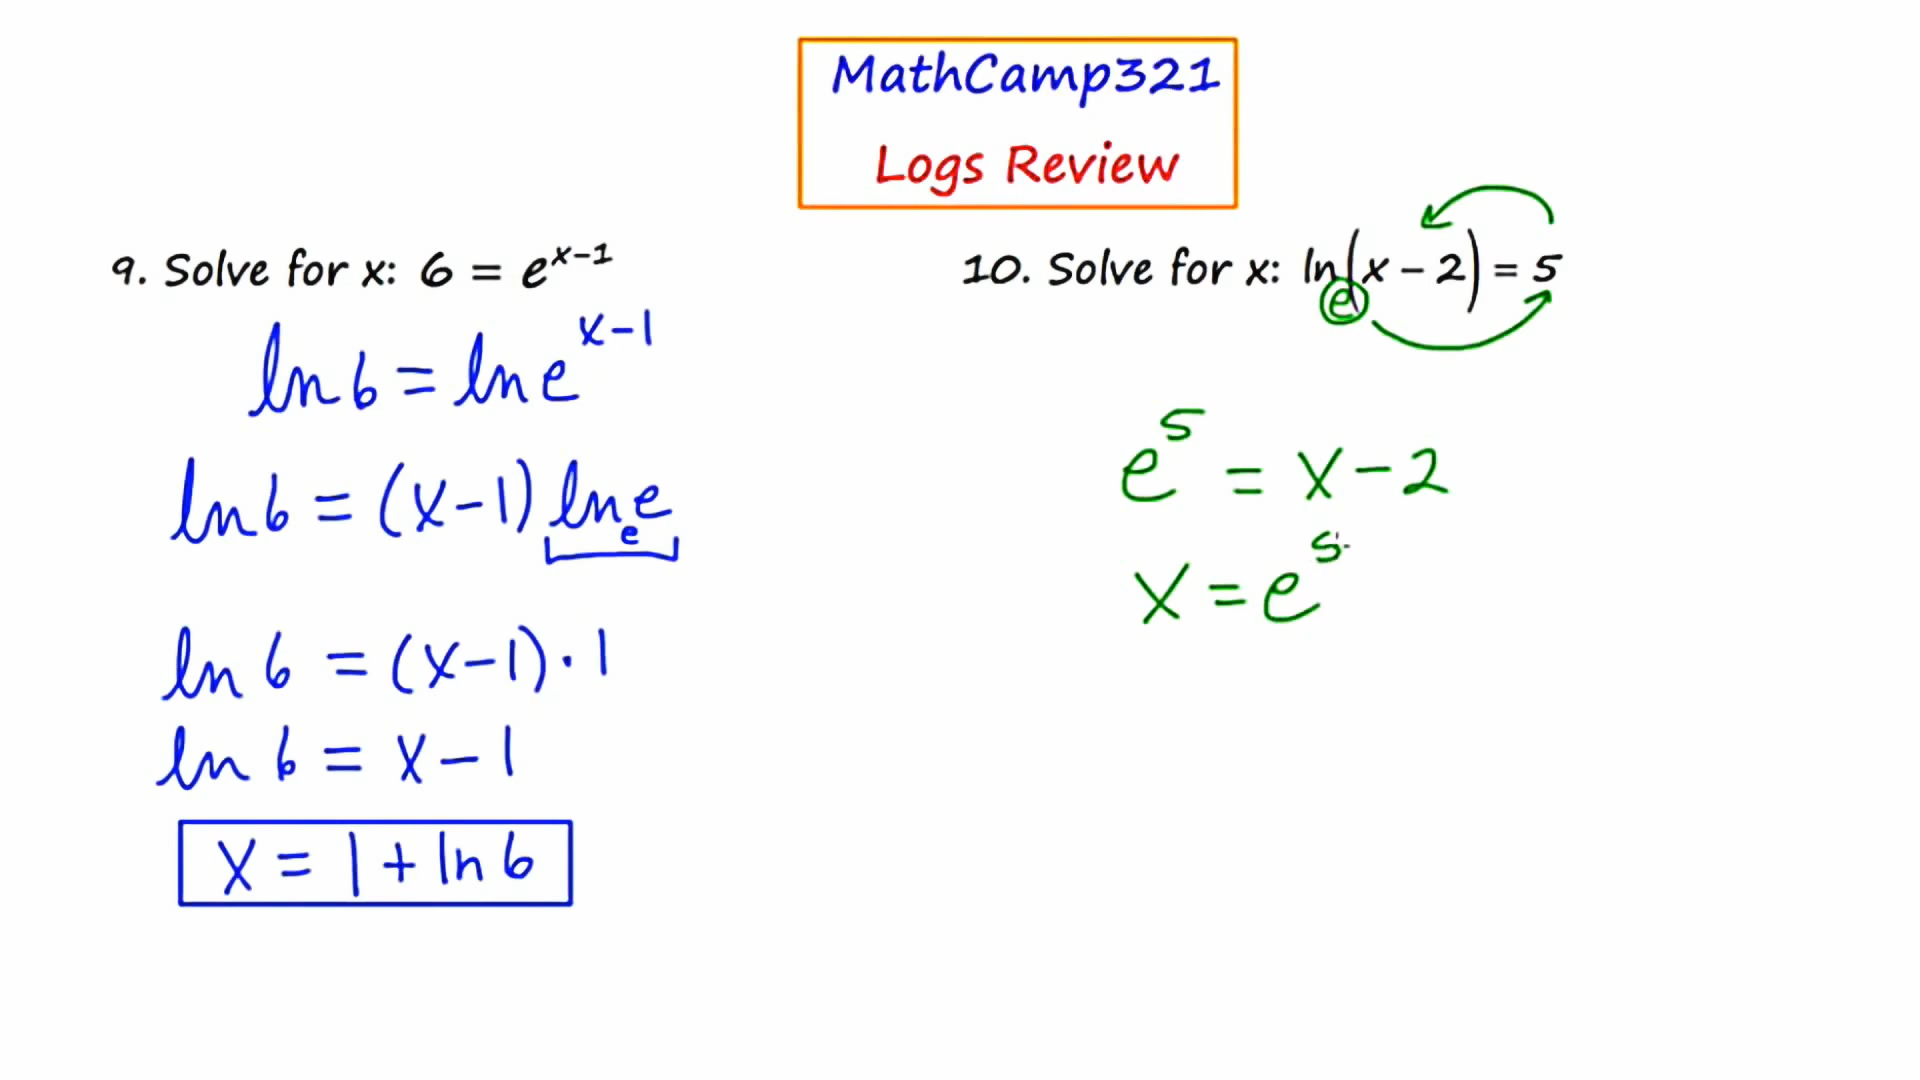 MathCamp321
Logs Review
9. Solve for x: 6 = e^{x-1}
ln 6 = ln e^{x-1}
ln 6 = (x-1) ln_e e
ln 6 = (x-1) · 1
ln 6 = x - 1
x = 1 + ln 6
10. Solve for x: ln_e(x - 2) = 5
e^5 = x - 2
x = e^5